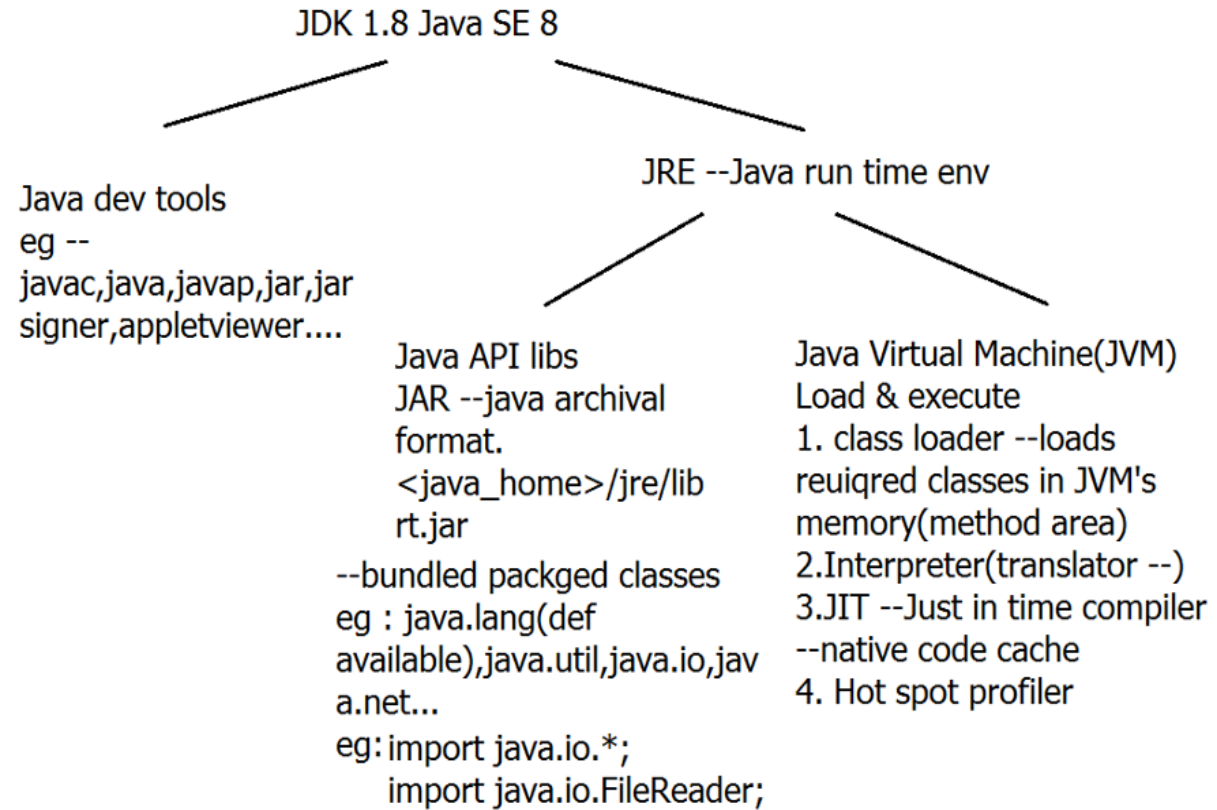 JDK 1.8 Java SE 8
Java dev tools
eg --
javac,java,javap,jar,jar
signer,appletviewer....
JRE --Java run time env
Java API libs
JAR --java archival
format.
<java_home>/jre/lib
rt.jar
--bundled packged classes
eg : java.lang(def
available),java.util,java.io,jav
a.net...
eg: import java.io.*;
import java.io.FileReader;
Java Virtual Machine(JVM)
Load & execute
1. class loader --loads
reuiqred classes in JVM's
memory(method area)
2.Interpreter(translator --)
3.JIT --Just in time compiler
--native code cache
4. Hot spot profiler